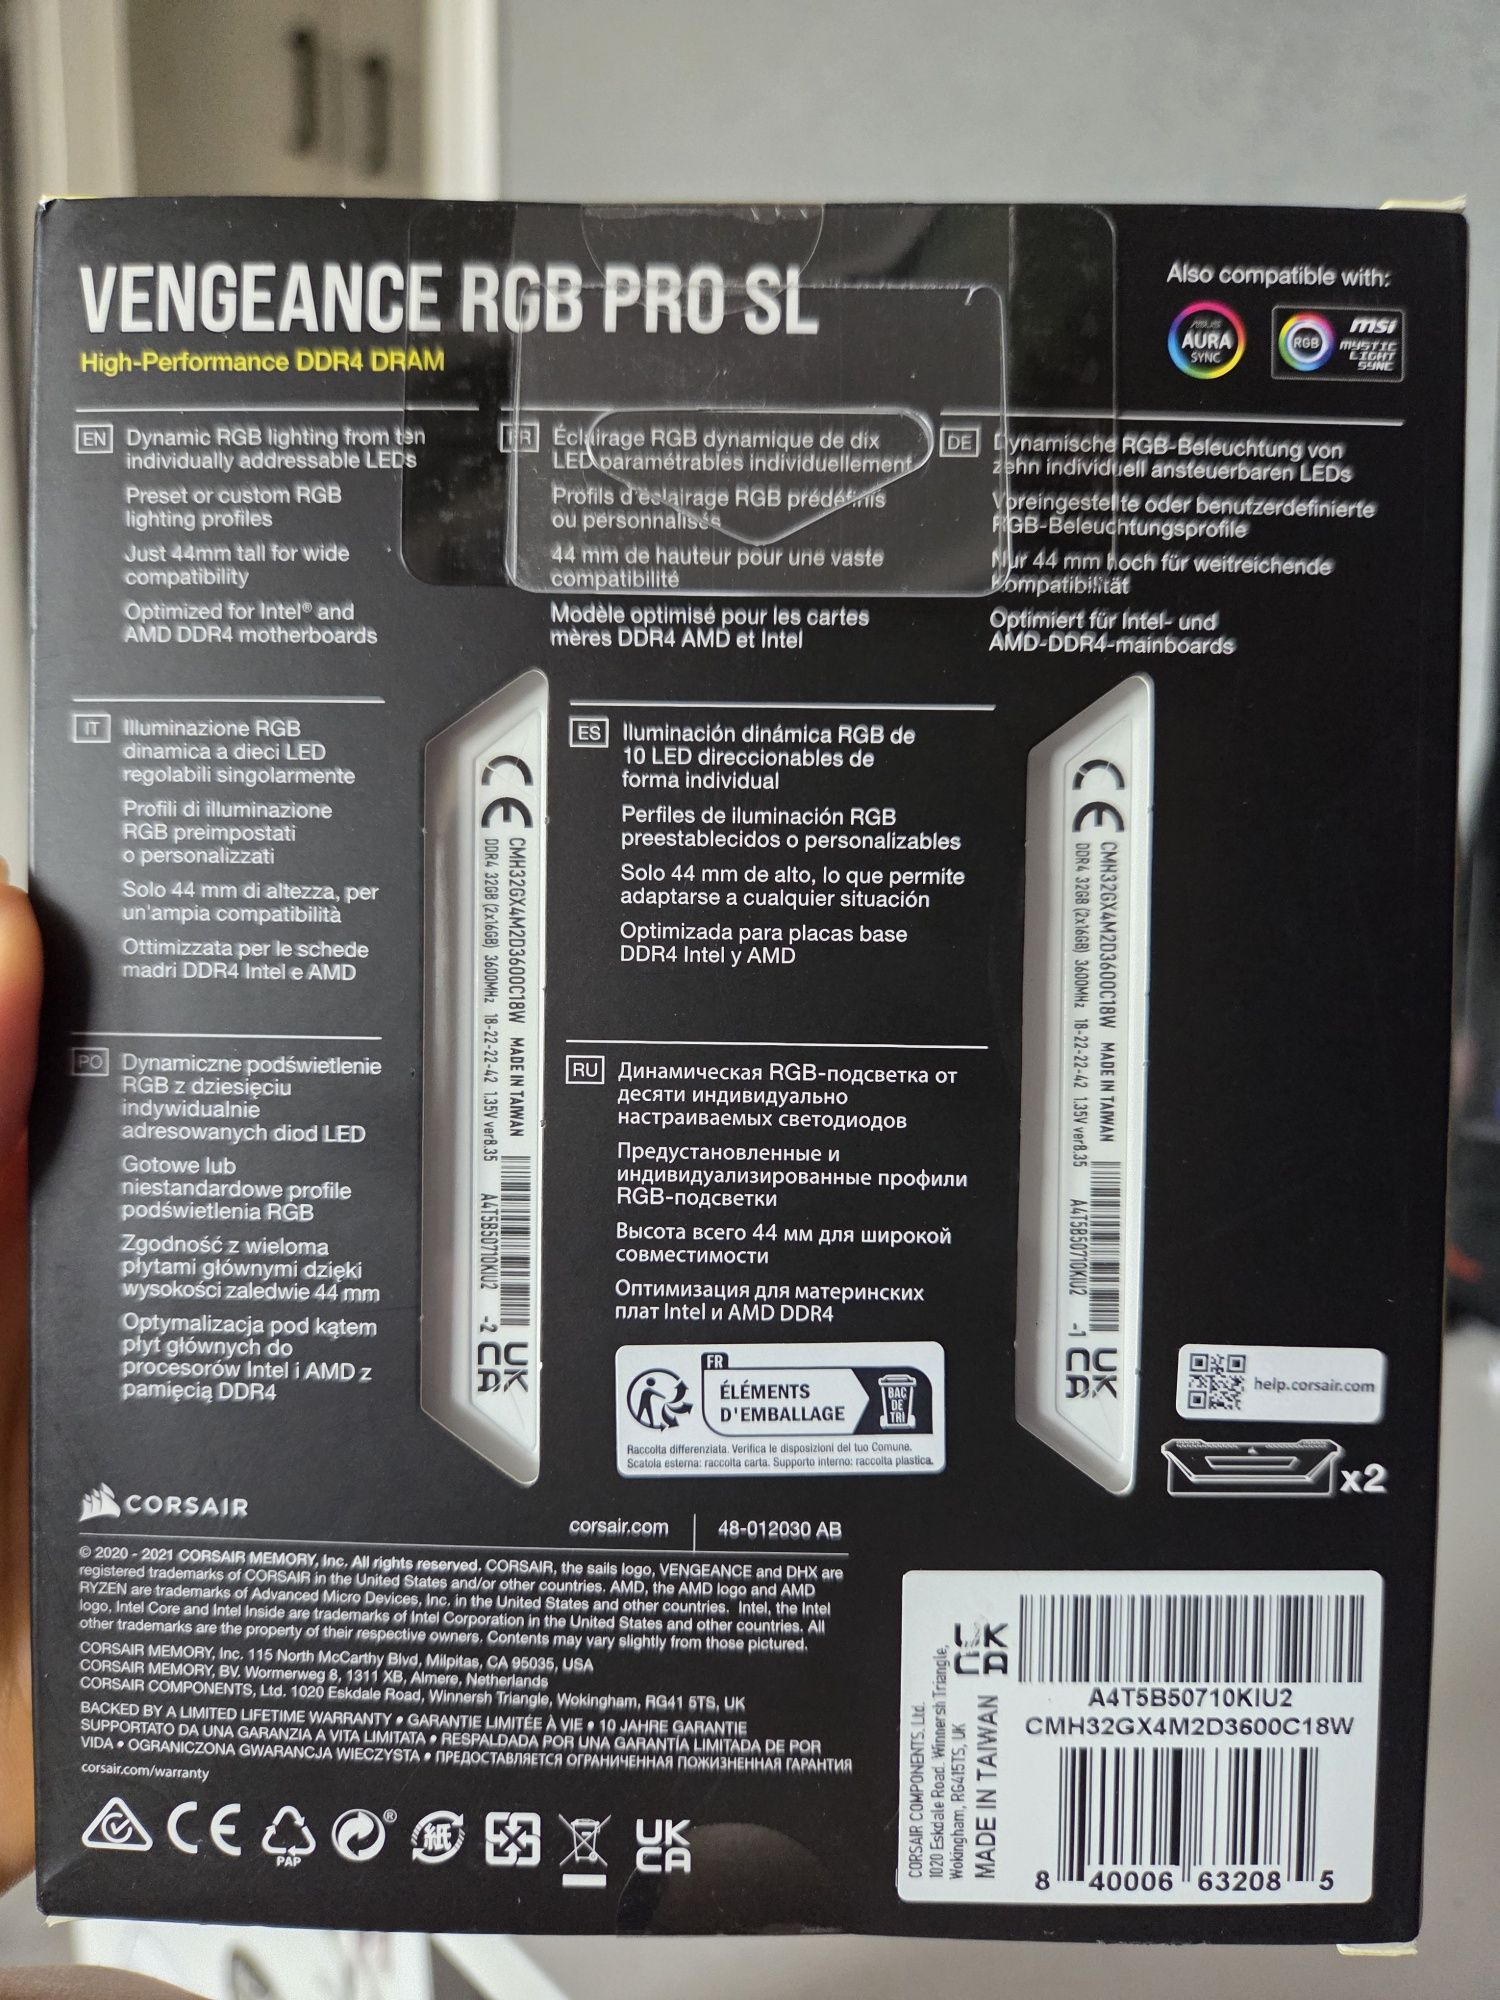 VENGEANCE RGB PRO SL
High-Performance DDR4 DRAM
Also compatible with:
ASUS
AURA
SYNC
RGB
msi
MYSTIC
LIGHT
SYNC
EN
Dynamic RGB lighting from ten
individually addressable LEDs
Preset or custom RGB
lighting profiles
Just 44mm tall for wide
compatibility
Optimized for Intel® and
AMD DDR4 motherboards
FR
Éclairage RGB dynamique de dix
LED paramétrables individuellement
Profils d'éclairage RGB prédéfinis
ou personnalisés
44 mm de hauteur pour une vaste
compatibilité
Modèle optimisé pour les cartes
mères DDR4 AMD et Intel
DE
Dynamische RGB-Beleuchtung von
zehn individuell ansteuerbaren LEDs
Voreingestellte oder benutzerdefinierte
RGB-Beleuchtungsprofile
Nur 44 mm hoch für weitreichende
Kompatibilität
Optimiert für Intel- und
AMD-DDR4-mainboards
IT
Illuminazione RGB
dinamica a dieci LED
regolabili singolarmente
Profili di illuminazione
RGB preimpostati
o personalizzati
Solo 44 mm di altezza, per
un'ampia compatibilità
Ottimizzata per le schede
madri DDR4 Intel e AMD
CE
CMH32GX4M2D3600C18W MADE IN TAIWAN
DDR4 32GB (2x16GB) 3600MHz 18-22-22-42 1.35V ver8.35
A4T5B50710KIU2 -2
UK
CA
ES
Iluminación dinámica RGB de
10 LED direccionables de
forma individual
Perfiles de iluminación RGB
preestablecidos o personalizables
Solo 44 mm de alto, lo que permite
adaptarse a cualquier situación
Optimizada para placas base
DDR4 Intel y AMD
CE
CMH32GX4M2D3600C18W MADE IN TAIWAN
DDR4 32GB (2x16GB) 3600MHz 18-22-22-42 1.35V ver8.35
A4T5B50710KIU2 -1
UK
CA
PO
Dynamiczne podświetlenie
RGB z dziesięciu
indywidualnie
adresowanych diod LED
Gotowe lub
niestandardowe profile
podświetlenia RGB
Zgodność z wieloma
płytami głównymi dzięki
wysokości zaledwie 44 mm
Optymalizacja pod kątem
płyt głównych do
procesorów Intel i AMD z
pamięcią DDR4
RU
Динамическая RGB-подсветка от
десяти индивидуально
настраиваемых светодиодов
Предустановленные и
индивидуализированные профили
RGB-подсветки
Высота всего 44 мм для широкой
совместимости
Оптимизация для материнских
плат Intel и AMD DDR4
FR
ÉLÉMENTS
D'EMBALLAGE
BAC
DE
TRI
Raccolta differenziata. Verifica le disposizioni del tuo Comune.
Scatola esterna: raccolta carta. Supporto interno: raccolta plastica.
help.corsair.com
x2
CORSAIR
corsair.com
48-012030 AB
© 2020 - 2021 CORSAIR MEMORY, Inc. All rights reserved. CORSAIR, the sails logo, VENGEANCE and DHX are
registered trademarks of CORSAIR in the United States and/or other countries. AMD, the AMD logo and AMD
RYZEN are trademarks of Advanced Micro Devices, Inc. in the United States and other countries. Intel, the Intel
logo, Intel Core and Intel Inside are trademarks of Intel Corporation in the United States and other countries. All
other trademarks are the property of their respective owners. Contents may vary slightly from those pictured.
CORSAIR MEMORY, Inc. 115 North McCarthy Blvd, Milpitas, CA 95035, USA
CORSAIR MEMORY, BV. Wormerweg 8, 1311 XB, Almere, Netherlands
CORSAIR COMPONENTS, Ltd. 1020 Eskdale Road, Winnersh Triangle, Wokingham, RG41 5TS, UK
BACKED BY A LIMITED LIFETIME WARRANTY • GARANTIE LIMITÉE À VIE • 10 JAHRE GARANTIE
SUPPORTATO DA UNA GARANZIA A VITA LIMITATA • RESPALDADA POR UNA GARANTÍA LIMITADA DE POR
VIDA • OGRANICZONA GWARANCJA WIECZYSTA • ПРЕДОСТАВЛЯЕТСЯ ОГРАНИЧЕННАЯ ПОЖИЗНЕННАЯ ГАРАНТИЯ
corsair.com/warranty
CE
PAP
®
紙
UK
CA
CORSAIR COMPONENTS, Ltd.
1020 Eskdale Road, Winnersh Triangle,
Wokingham, RG415TS, UK
MADE IN TAIWAN
UK
CA
A4T5B50710KIU2
CMH32GX4M2D3600C18W
8 40006 63208 5